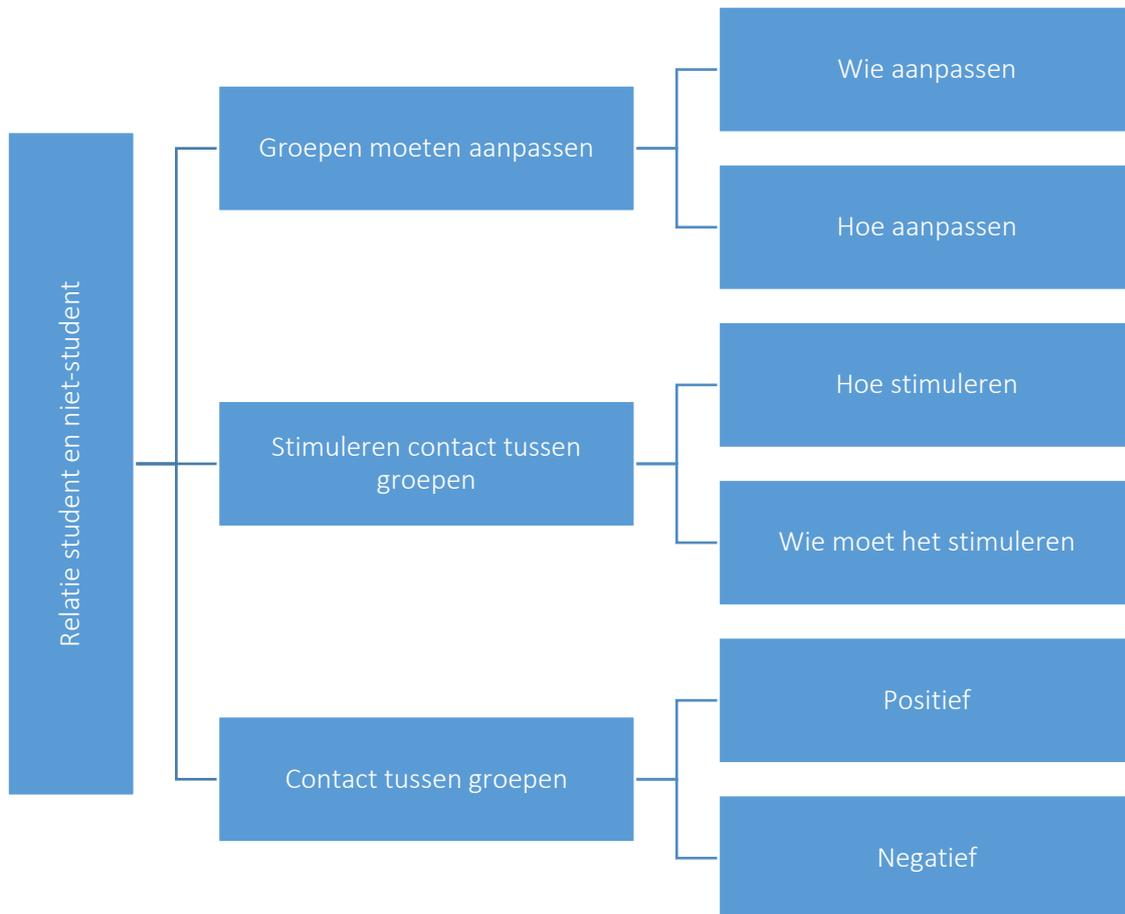 Relatie student en niet-student
Groepen moeten aanpassen
Wie aanpassen
Hoe aanpassen
Stimuleren contact tussen
groepen
Hoe stimuleren
Wie moet het stimuleren
Contact tussen groepen
Positief
Negatief